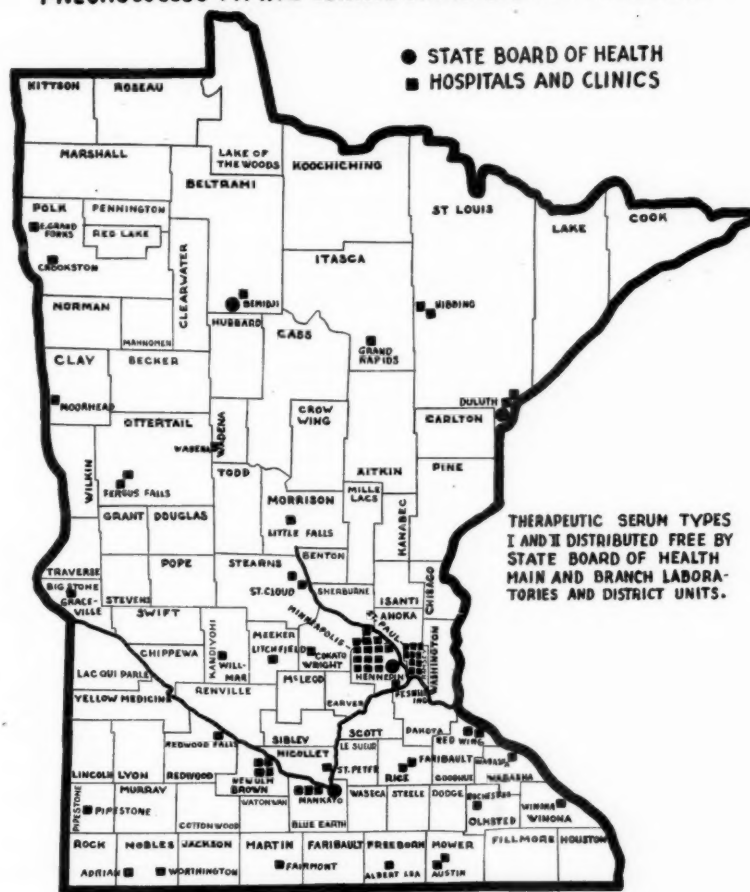 ● STATE BOARD OF HEALTH
■ HOSPITALS AND CLINICS
KITTSON
ROSEAU
LAKE OF
THE WOODS
KOOCHICHING
MARSHALL
BELTRAMI
ST LOUIS
LAKE
COOK
POLK
PENNINGTON
E.GRAND
FORKS
RED LAKE
CROOKSTON
CLEARWATER
ITASCA
HIBBING
NORMAN
MAHNOMEN
BEMIDJI
HUBBARD
CASS
GRAND
RAPIDS
CLAY
BECKER
MOORHEAD
DULUTH
CARLTON
OTTERTAIL
WADENA
WADENA
CROW
WING
AITKIN
PINE
WILKIN
FERGUS FALLS
TODD
MORRISON
MILLE
LACS
KANABEC
GRANT
DOUGLAS
LITTLE FALLS
BENTON
THERAPEUTIC SERUM TYPES
I AND II DISTRIBUTED FREE BY
STATE BOARD OF HEALTH
MAIN AND BRANCH LABORA-
TORIES AND DISTRICT UNITS.
TRAVERSE
BIG STONE
GRACE-
VILLE
STEVENS
POPE
STEARNS
ST.CLOUD
SHERBURNE
ISANTI
ANOKA
CHISAGO
SWIFT
KANDIYOHI
MEEKER
LITCHFIELD
MINNEAPOLIS
ST.PAUL
WASHINGTON
CHIPPEWA
WILL-
MAR
COKATO
WRIGHT
HENNEPIN
RAMSEY
LAC QUI PARLE
RENVILLE
McLEOD
CARVER
YELLOW MEDICINE
REDWOOD FALLS
SIBLEY
SCOTT
DAKOTA
RED WING
NICOLLET
LE SUEUR
RICE
FARIBAULT
GOODHUE
WABASHA
LINCOLN
LYON
REDWOOD
NEW ULM
BROWN
ST.PETER
PIPESTONE
MURRAY
PIPESTONE
COTTONWOOD
WATONWAN
MANKATO
BLUE EARTH
WASECA
STEELE
DODGE
ROCHESTER
OLMSTED
WINONA
WINONA
ROCK
NOBLES
JACKSON
MARTIN
FARIBAULT
FREEBORN
MOWER
FILLMORE
HOUSTON
ADRIAN
WORTHINGTON
FAIRMONT
ALBERT LEA
AUSTIN